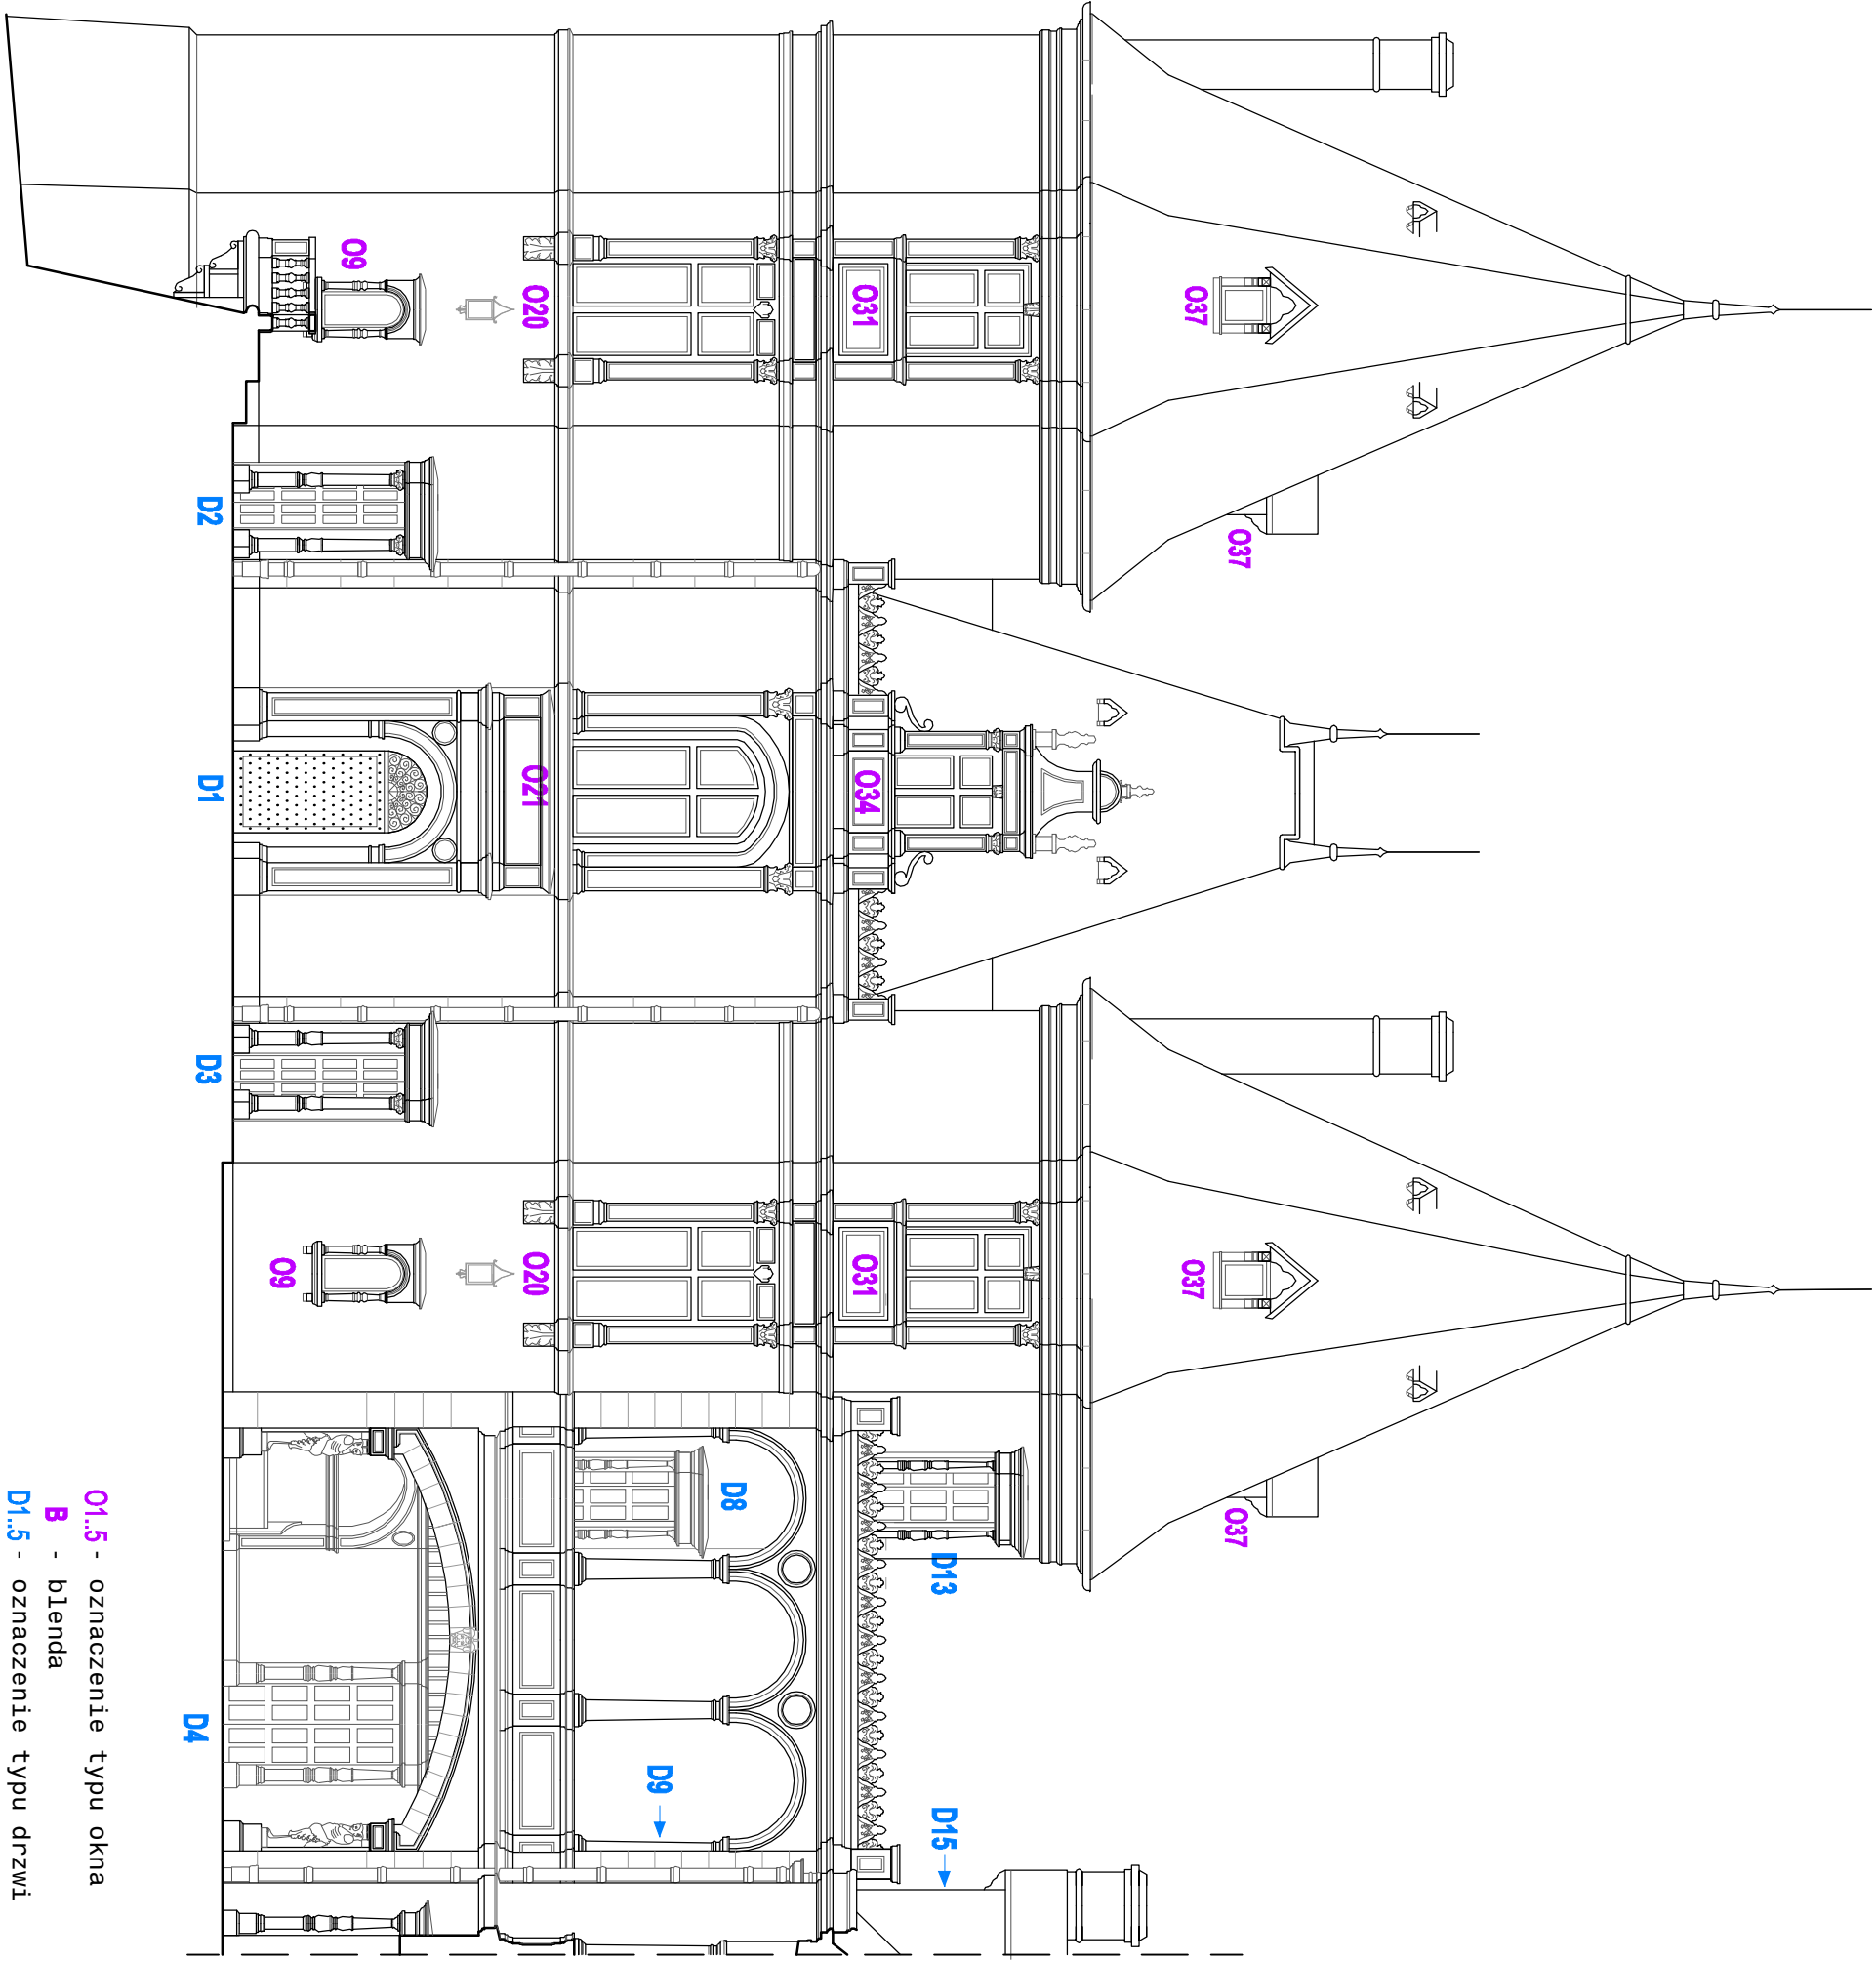 O37 O37 O37 O37
D13 D15
O31 O34 O31
D8
D9
O20 O21 O20
O9
O9
D2 D1 D3 D4
O1..5 - oznaczenie typu okna
B - blenda
D1..5 - oznaczenie typu drzwi